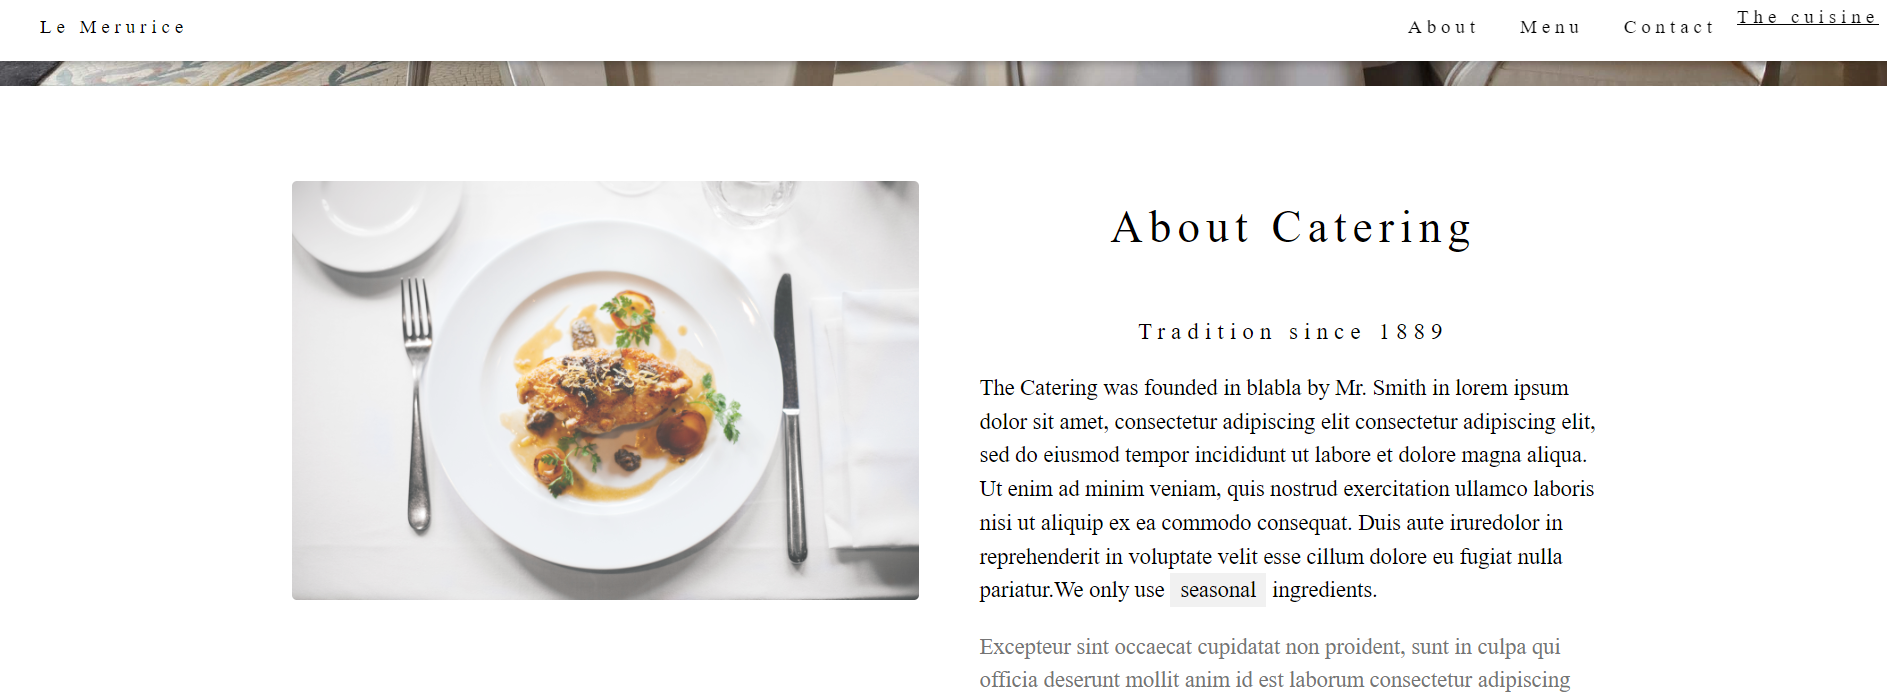 Le Merurice
About Menu Contact The cuisine
About Catering
Tradition since 1889
The Catering was founded in blabla by Mr. Smith in lorem ipsum
dolor sit amet, consectetur adipiscing elit consectetur adipiscing elit,
sed do eiusmod tempor incididunt ut labore et dolore magna aliqua.
Ut enim ad minim veniam, quis nostrud exercitation ullamco laboris
nisi ut aliquip ex ea commodo consequat. Duis aute iruredolor in
reprehenderit in voluptate velit esse cillum dolore eu fugiat nulla
pariatur.We only use seasonal ingredients.
Excepteur sint occaecat cupidatat non proident, sunt in culpa qui
officia deserunt mollit anim id est laborum consectetur adipiscing